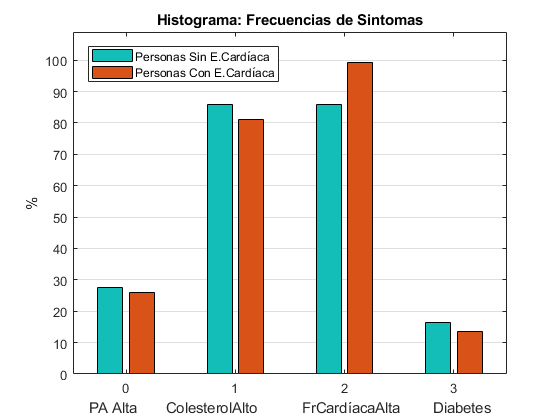 Histograma: Frecuencias de Sintomas
Personas Sin E.Cardíaca
Personas Con E.Cardíaca
100
90
80
70
60
50
40
30
20
10
0
%
0 1 2 3
PA Alta ColesterolAlto FrCardíacaAlta Diabetes